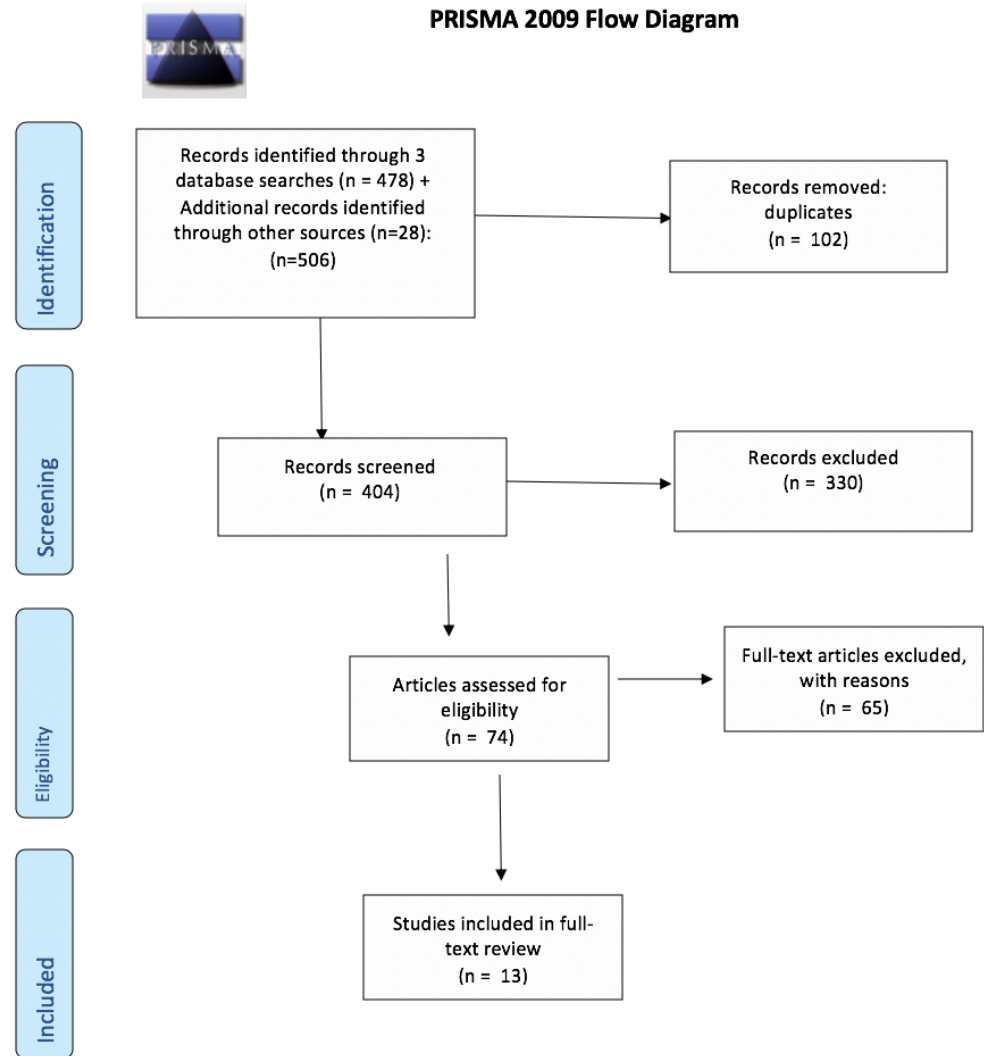 PRISMA 2009 Flow Diagram
PRISMA
Identification
Records identified through 3
database searches (n = 478) +
Additional records identified
through other sources (n=28):
(n=506)
Records removed:
duplicates
(n = 102)
Screening
Records screened
(n = 404)
Records excluded
(n = 330)
Eligibility
Articles assessed for
eligibility
(n = 74)
Full-text articles excluded,
with reasons
(n = 65)
Included
Studies included in full-
text review
(n = 13)